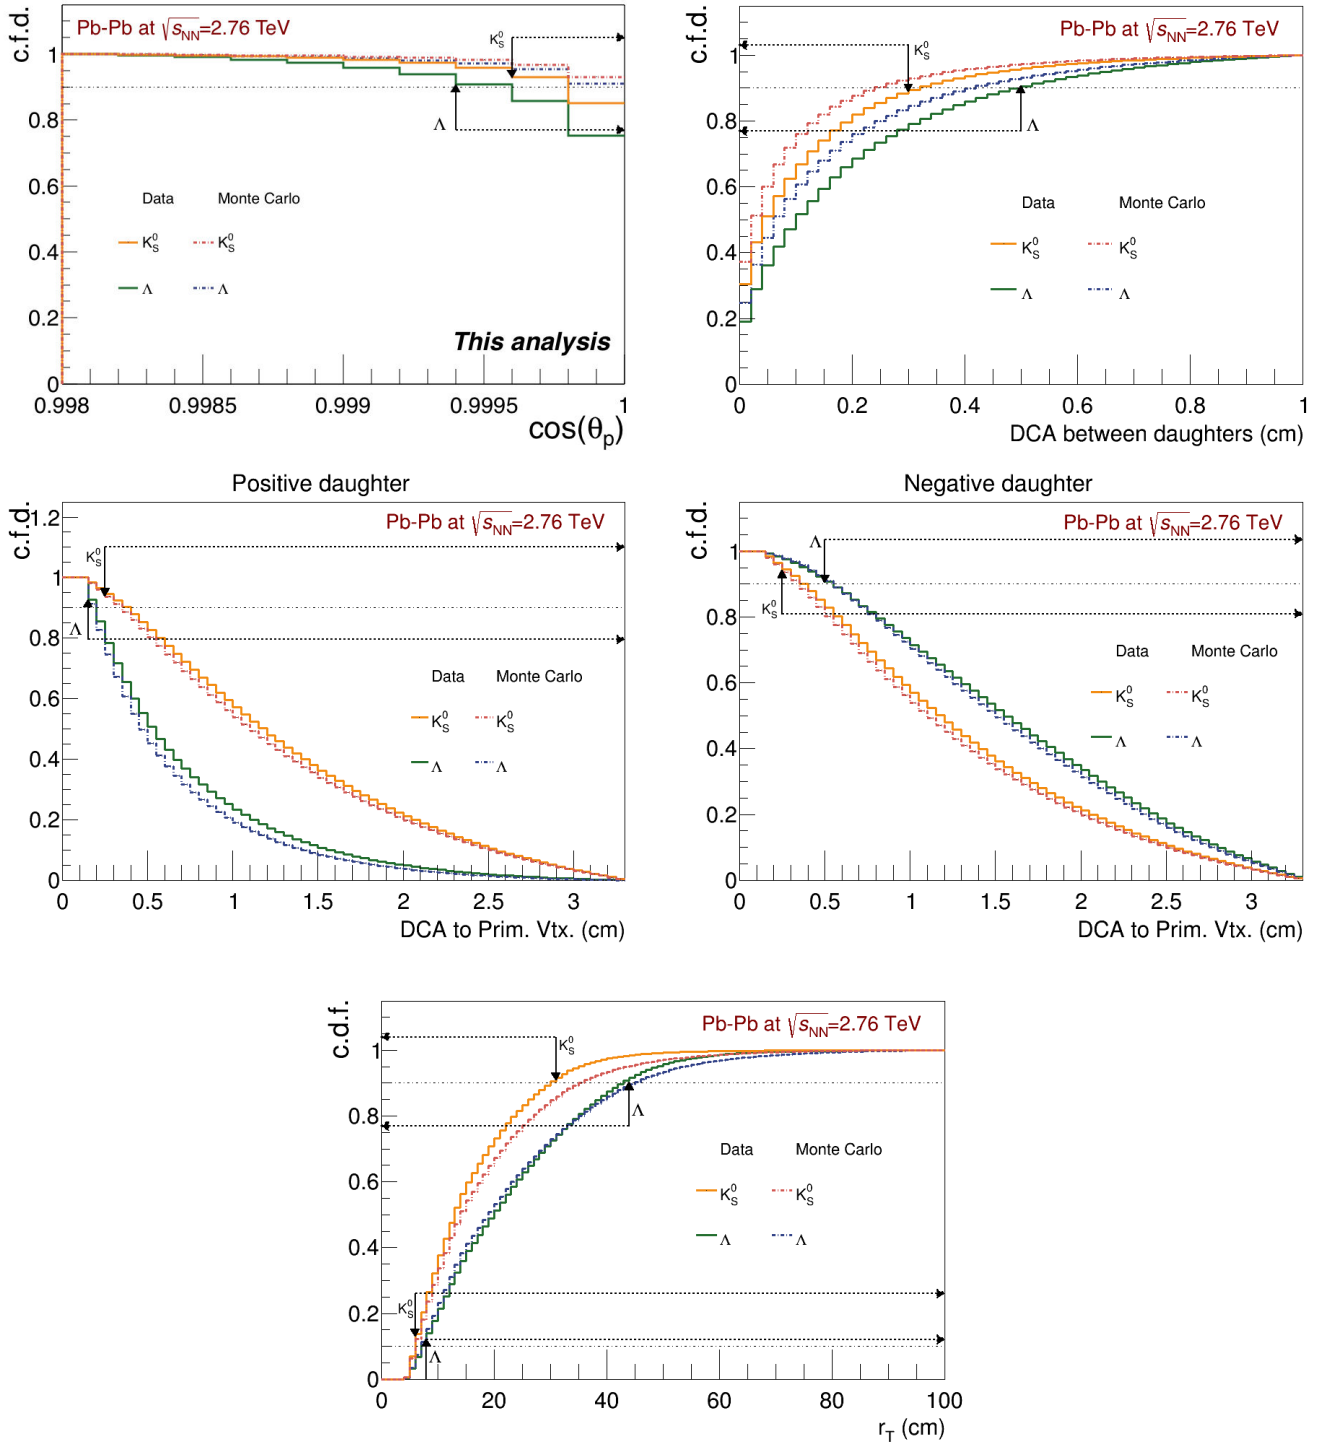 c.f.d.
Pb-Pb at √sNN=2.76 TeV
K0S
Λ
Data Monte Carlo
K0S K0S
Λ Λ
This analysis
1
0.8
0.6
0.4
0.2
0
0.998 0.9985 0.999 0.9995 1
cos(θp)
c.f.d.
Pb-Pb at √sNN=2.76 TeV
K0S
Λ
Data Monte Carlo
K0S K0S
Λ Λ
1
0.8
0.6
0.4
0.2
0
0 0.2 0.4 0.6 0.8 1
DCA between daughters (cm)
Positive daughter
c.f.d.
Pb-Pb at √sNN=2.76 TeV
K0S
Λ
Data Monte Carlo
K0S K0S
Λ Λ
1.2
1
0.8
0.6
0.4
0.2
0
0 0.5 1 1.5 2 2.5 3
DCA to Prim. Vtx. (cm)
Negative daughter
c.f.d.
Pb-Pb at √sNN=2.76 TeV
Λ
K0S
Data Monte Carlo
K0S K0S
Λ Λ
1
0.8
0.6
0.4
0.2
0
0 0.5 1 1.5 2 2.5 3
DCA to Prim. Vtx. (cm)
c.d.f.
Pb-Pb at √sNN=2.76 TeV
K0S
Λ
Data Monte Carlo
K0S K0S
Λ Λ
K0S
Λ
1
0.8
0.6
0.4
0.2
0
0 20 40 60 80 100
rT (cm)